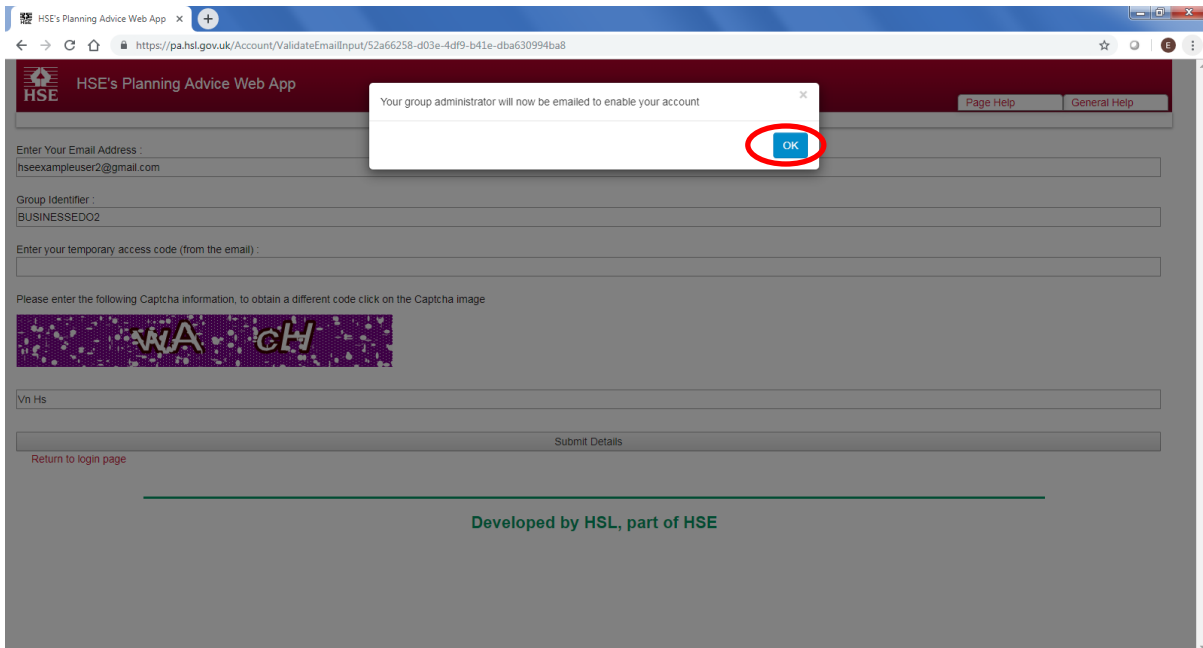 HSE's Planning Advice Web App
https://pa.hsl.gov.uk/Account/ValidateEmailInput/52a66258-d03e-4df9-b41e-dba630994ba8
E
HSE
HSE's Planning Advice Web App
Page Help
General Help
Your group administrator will now be emailed to enable your account
OK
Enter Your Email Address :
hseexampleuser2@gmail.com
Group Identifier :
BUSINESSEDO2
Enter your temporary access code (from the email) :
Please enter the following Captcha information, to obtain a different code click on the Captcha image
wA cH
Vn Hs
Submit Details
Return to login page
Developed by HSL, part of HSE